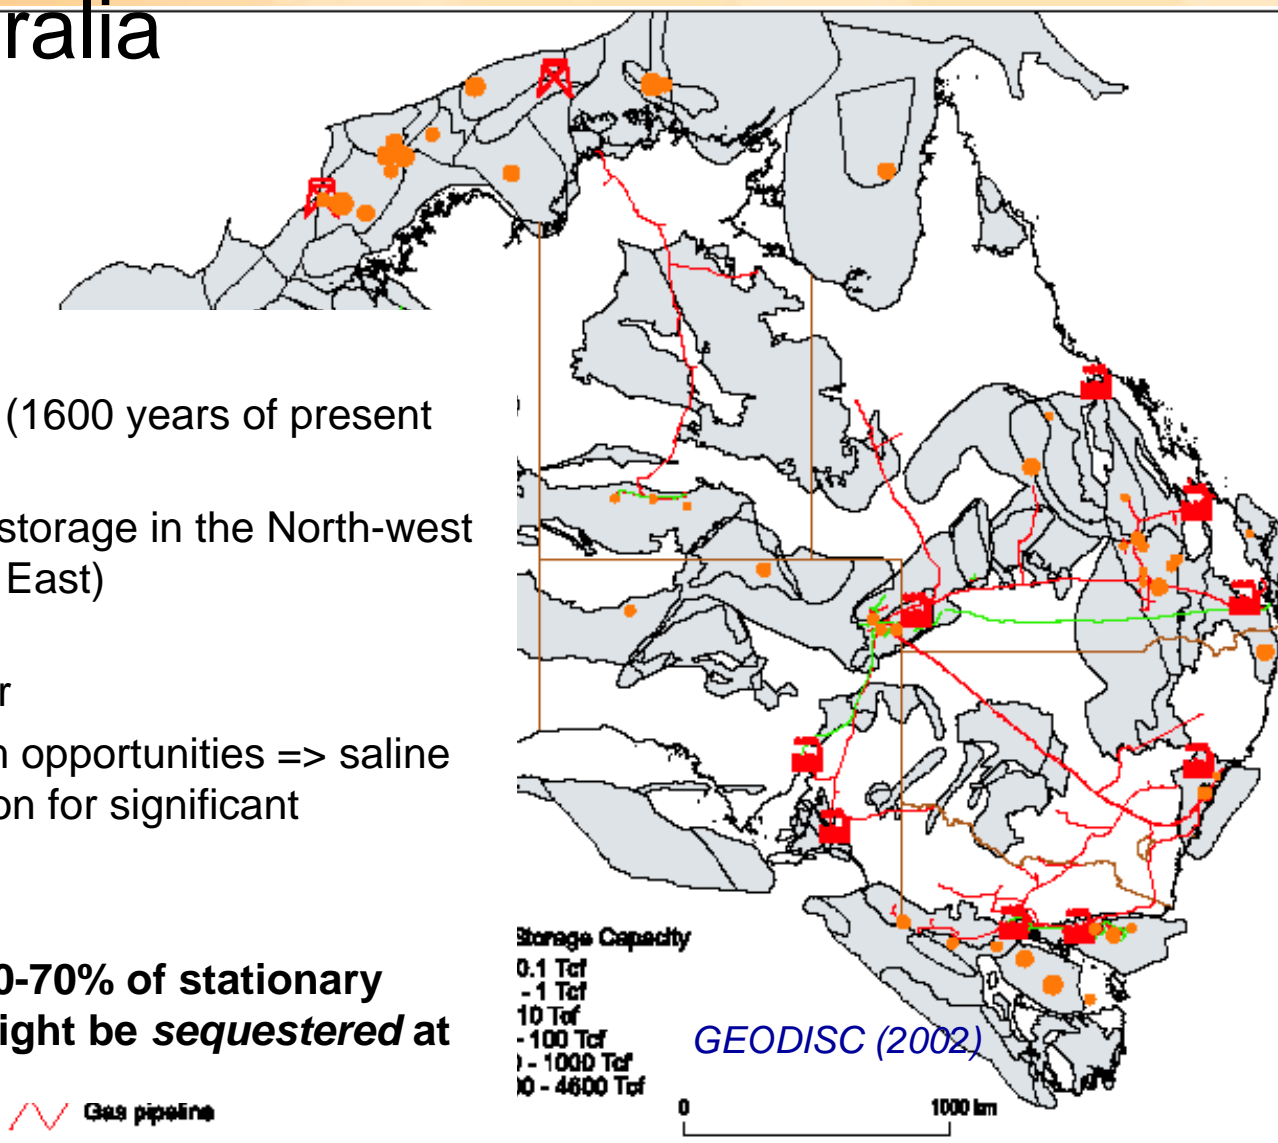 ralia
(1600 years of present
storage in the North-west
East)
r
n opportunities => saline
on for significant
0-70% of stationary
ight be sequestered at
Storage Capacity
0.1 Tcf
- 1 Tcf
10 Tcf
- 100 Tcf
0 - 1000 Tcf
00 - 4600 Tcf
GEODISC (2002)
0 1000 km
Gas pipeline